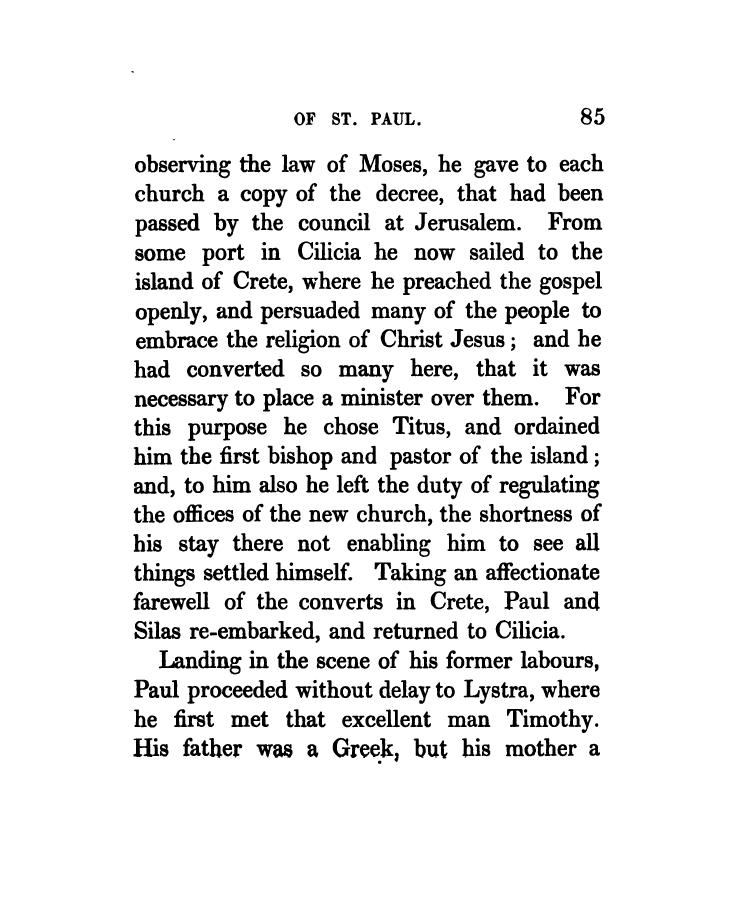 OF ST. PAUL. 85
observing the law of Moses, he gave to each
church a copy of the decree, that had been
passed by the council at Jerusalem. From
some port in Cilicia he now sailed to the
island of Crete, where he preached the gospel
openly, and persuaded many of the people to
embrace the religion of Christ Jesus; and he
had converted so many here, that it was
necessary to place a minister over them. For
this purpose he chose Titus, and ordained
him the first bishop and pastor of the island;
and, to him also he left the duty of regulating
the offices of the new church, the shortness of
his stay there not enabling him to see all
things settled himself. Taking an affectionate
farewell of the converts in Crete, Paul and
Silas re-embarked, and returned to Cilicia.
Landing in the scene of his former labours,
Paul proceeded without delay to Lystra, where
he first met that excellent man Timothy.
His father was a Greek, but his mother a